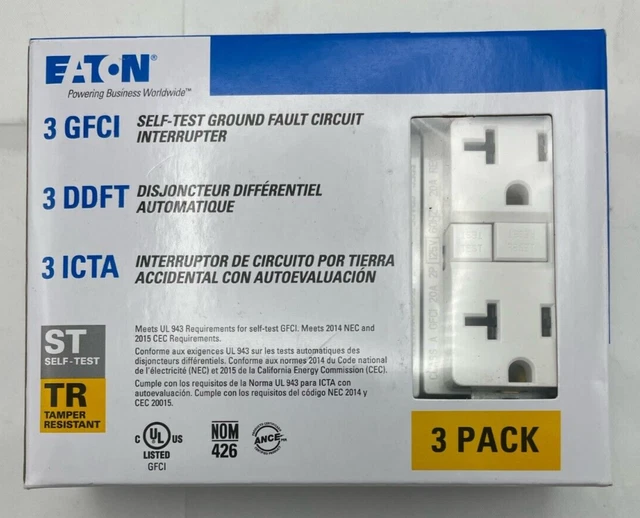 EATON®
Powering Business Worldwide™
3 GFCI SELF-TEST GROUND FAULT CIRCUIT
INTERRUPTER
3 DDFT DISJONCTEUR DIFFÉRENTIEL
AUTOMATIQUE
3 ICTA INTERRUPTOR DE CIRCUITO POR TIERRA
ACCIDENTAL CON AUTOEVALUACIÓN
ST
SELF-TEST
TR
TAMPER
RESISTANT
Meets UL 943 Requirements for self-test GFCI. Meets 2014 NEC and
2015 CEC Requirements.
Conforme aux exigences UL 943 sur les tests automatiques des
disjoncteurs différentiels. Conforme aux normes 2014 du Code national
de l'électricité (NEC) et 2015 de la California Energy Commission (CEC).
Cumple con los requisitos de la Norma UL 943 para ICTA con
autoevaluación. Cumple con los requisitos del código NEC 2014 y
CEC 20015.
C UL US
LISTED
GFCI
NOM
426
ANCE
3 PACK